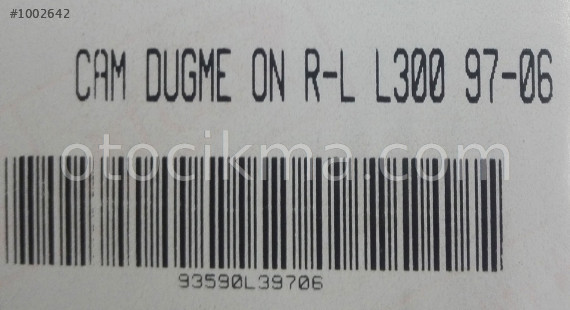 #1002642
CAM DUGME ON R-L L300 97-06
otocikma.com
93590L39706